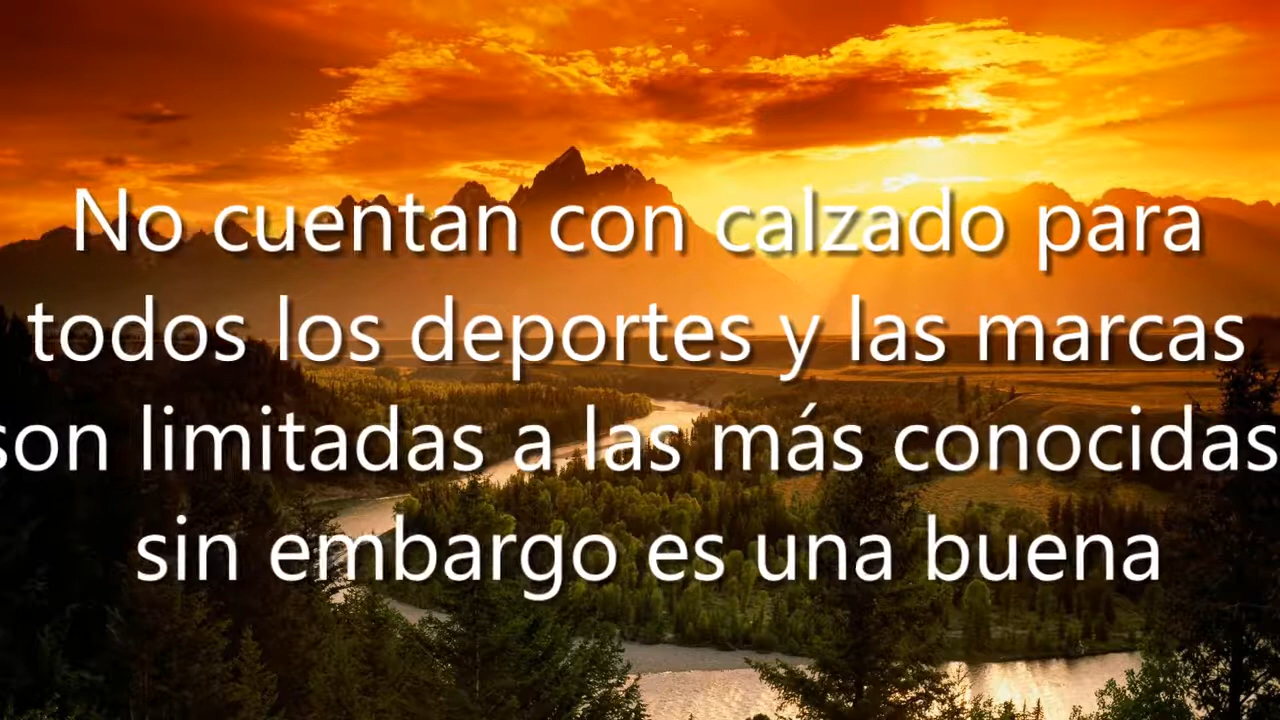 No cuentan con calzado para
todos los deportes y las marcas
son limitadas a las más conocidas
sin embargo es una buena